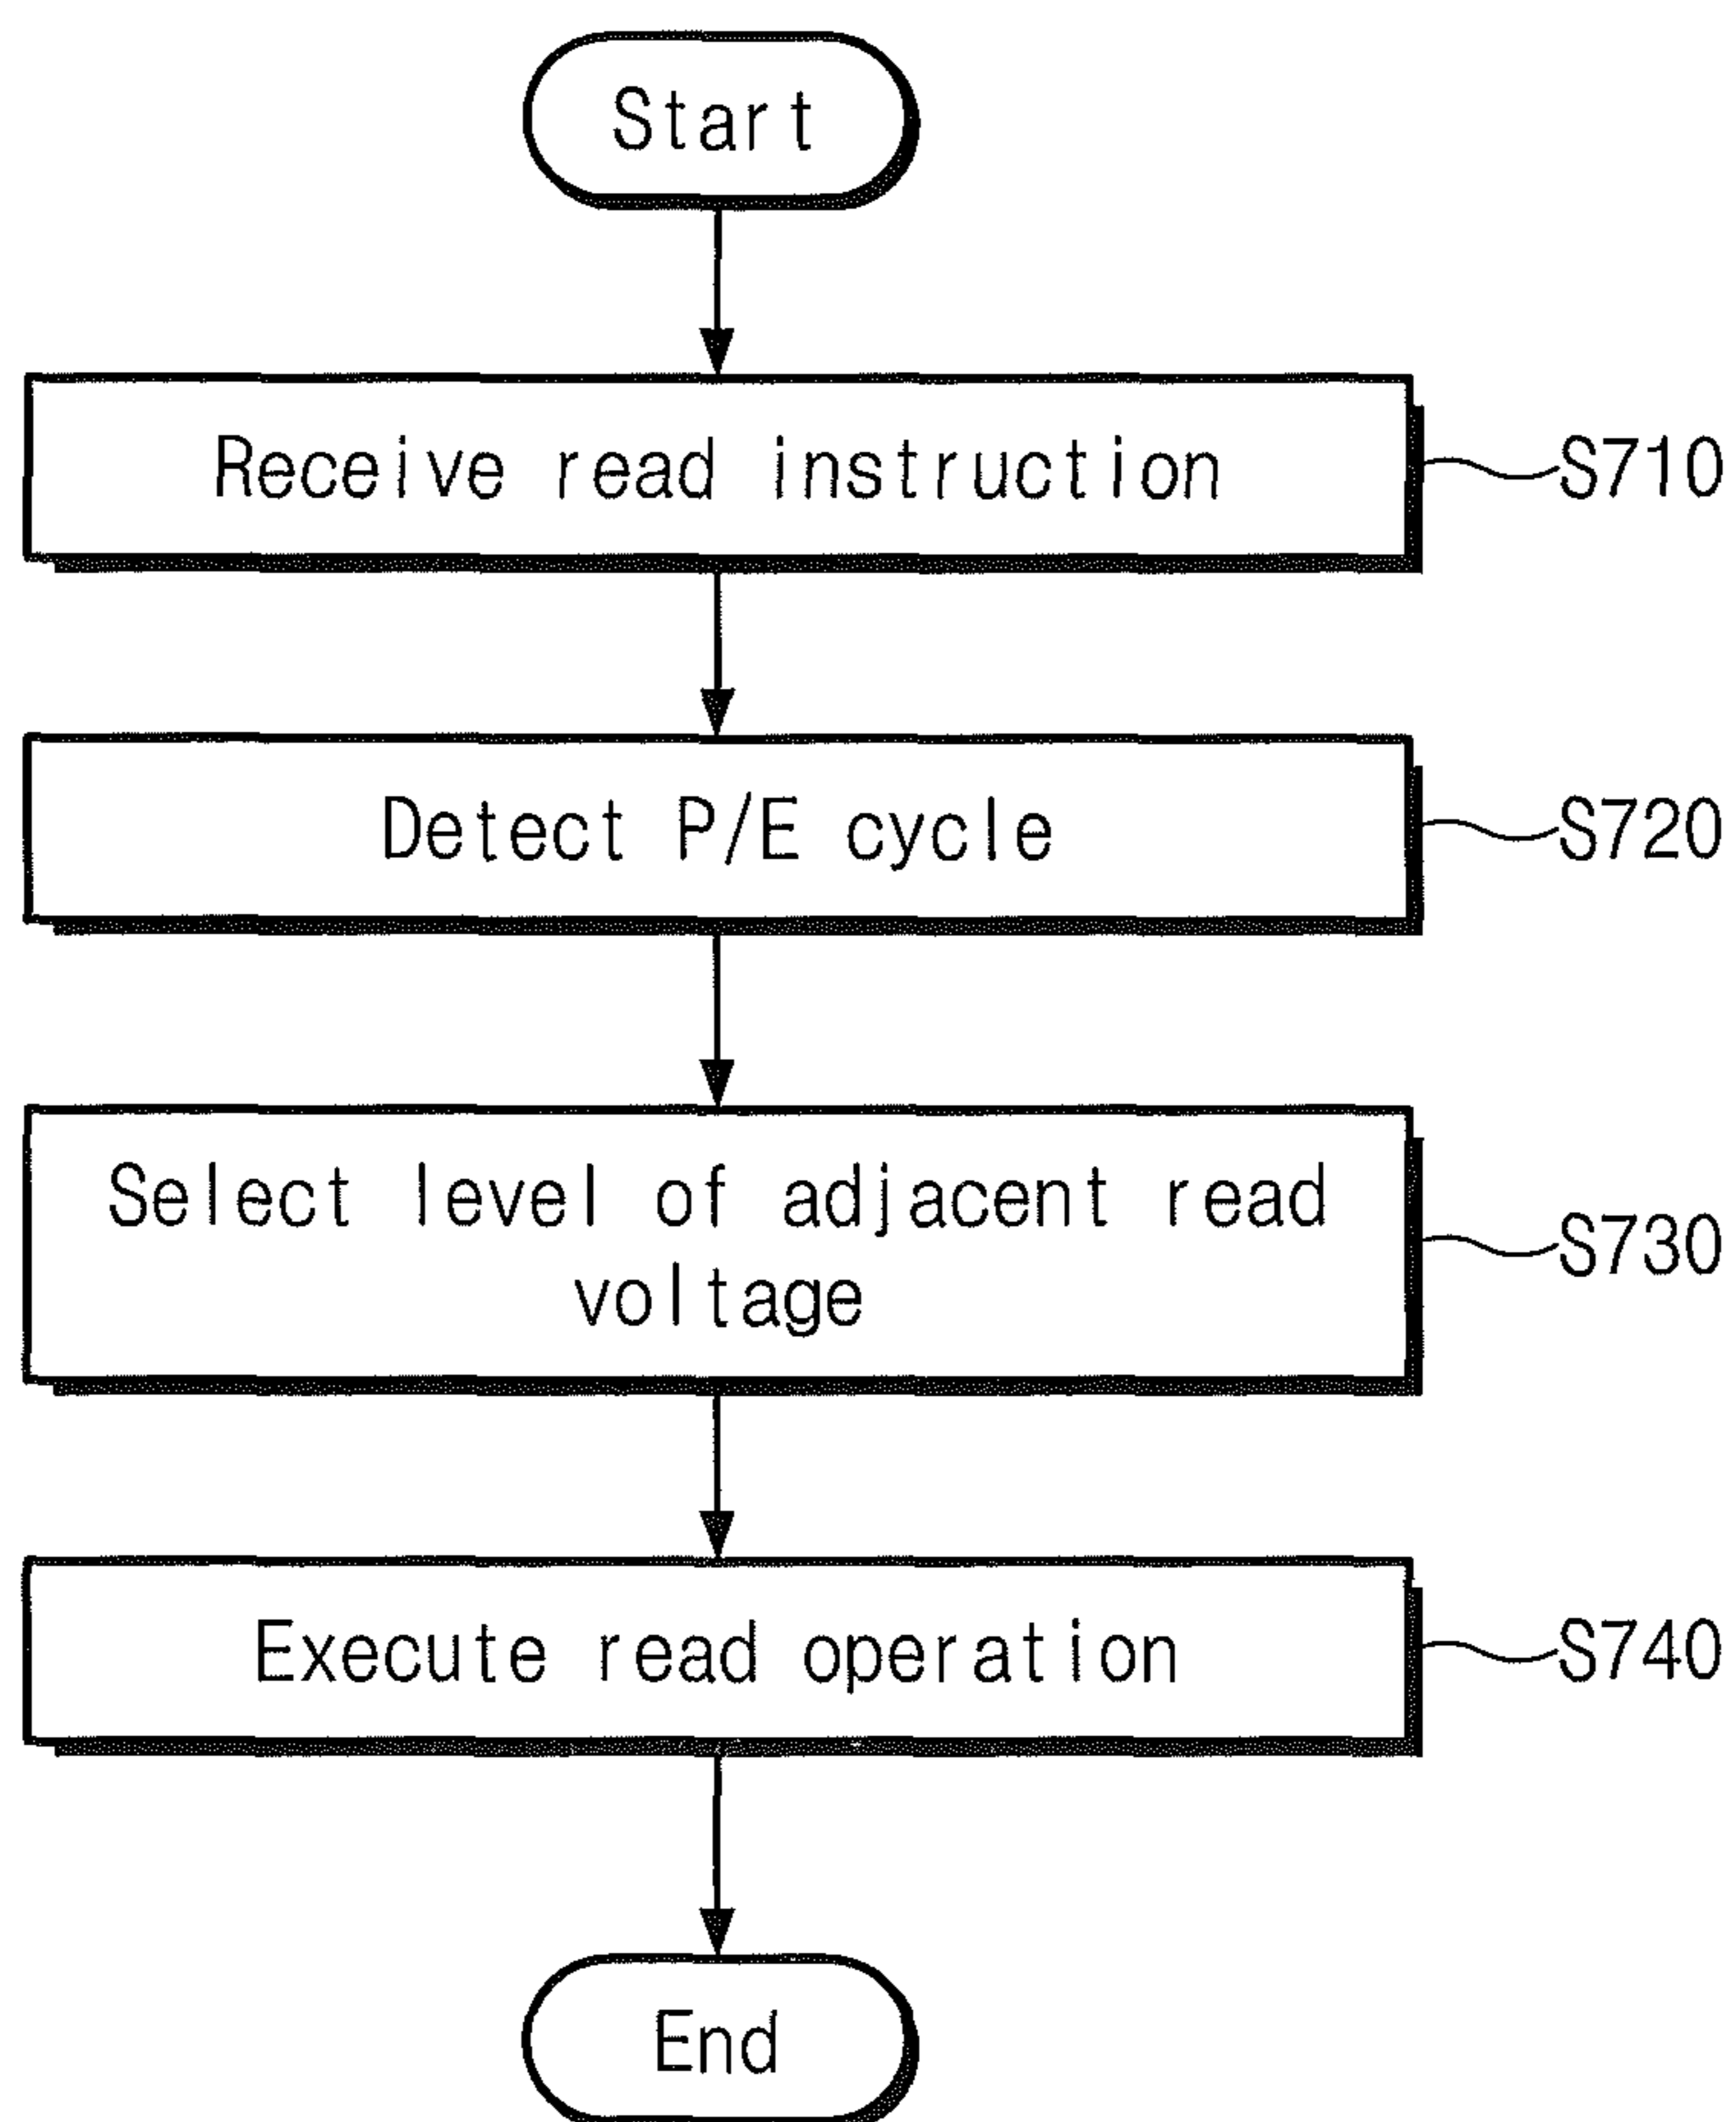 Start
Receive read instruction
S710
Detect P/E cycle
S720
Select level of adjacent read
voltage
S730
Execute read operation
S740
End